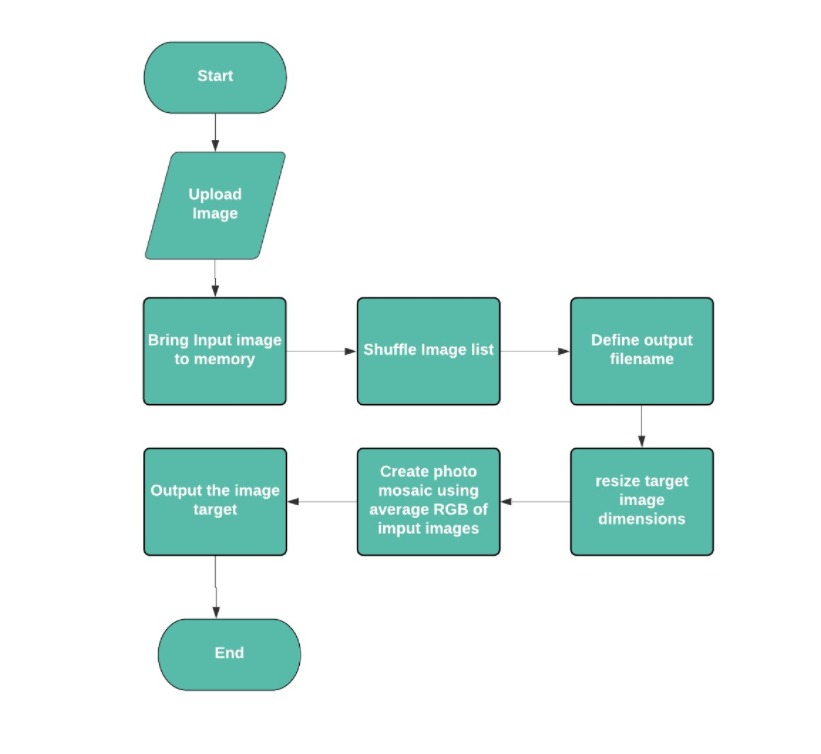 Start
Upload
Image
Bring Input image
to memory
Shuffle Image list
Define output
filename
resize target
image
dimensions
Create photo
mosaic using
average RGB of
imput images
Output the image
target
End